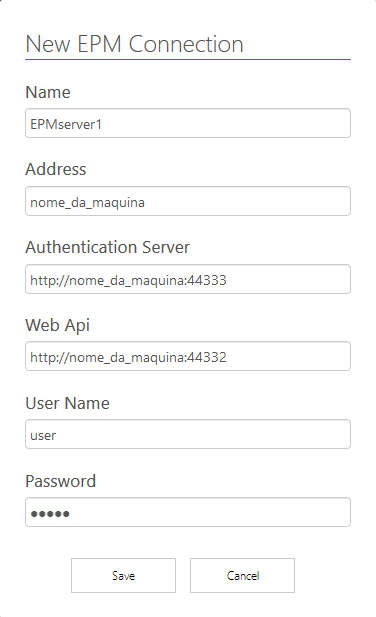 New EPM Connection
Name
EPMserver1
Address
nome_da_maquina
Authentication Server
http://nome_da_maquina:44333
Web Api
http://nome_da_maquina:44332
User Name
user
Password
●●●●●
Save Cancel